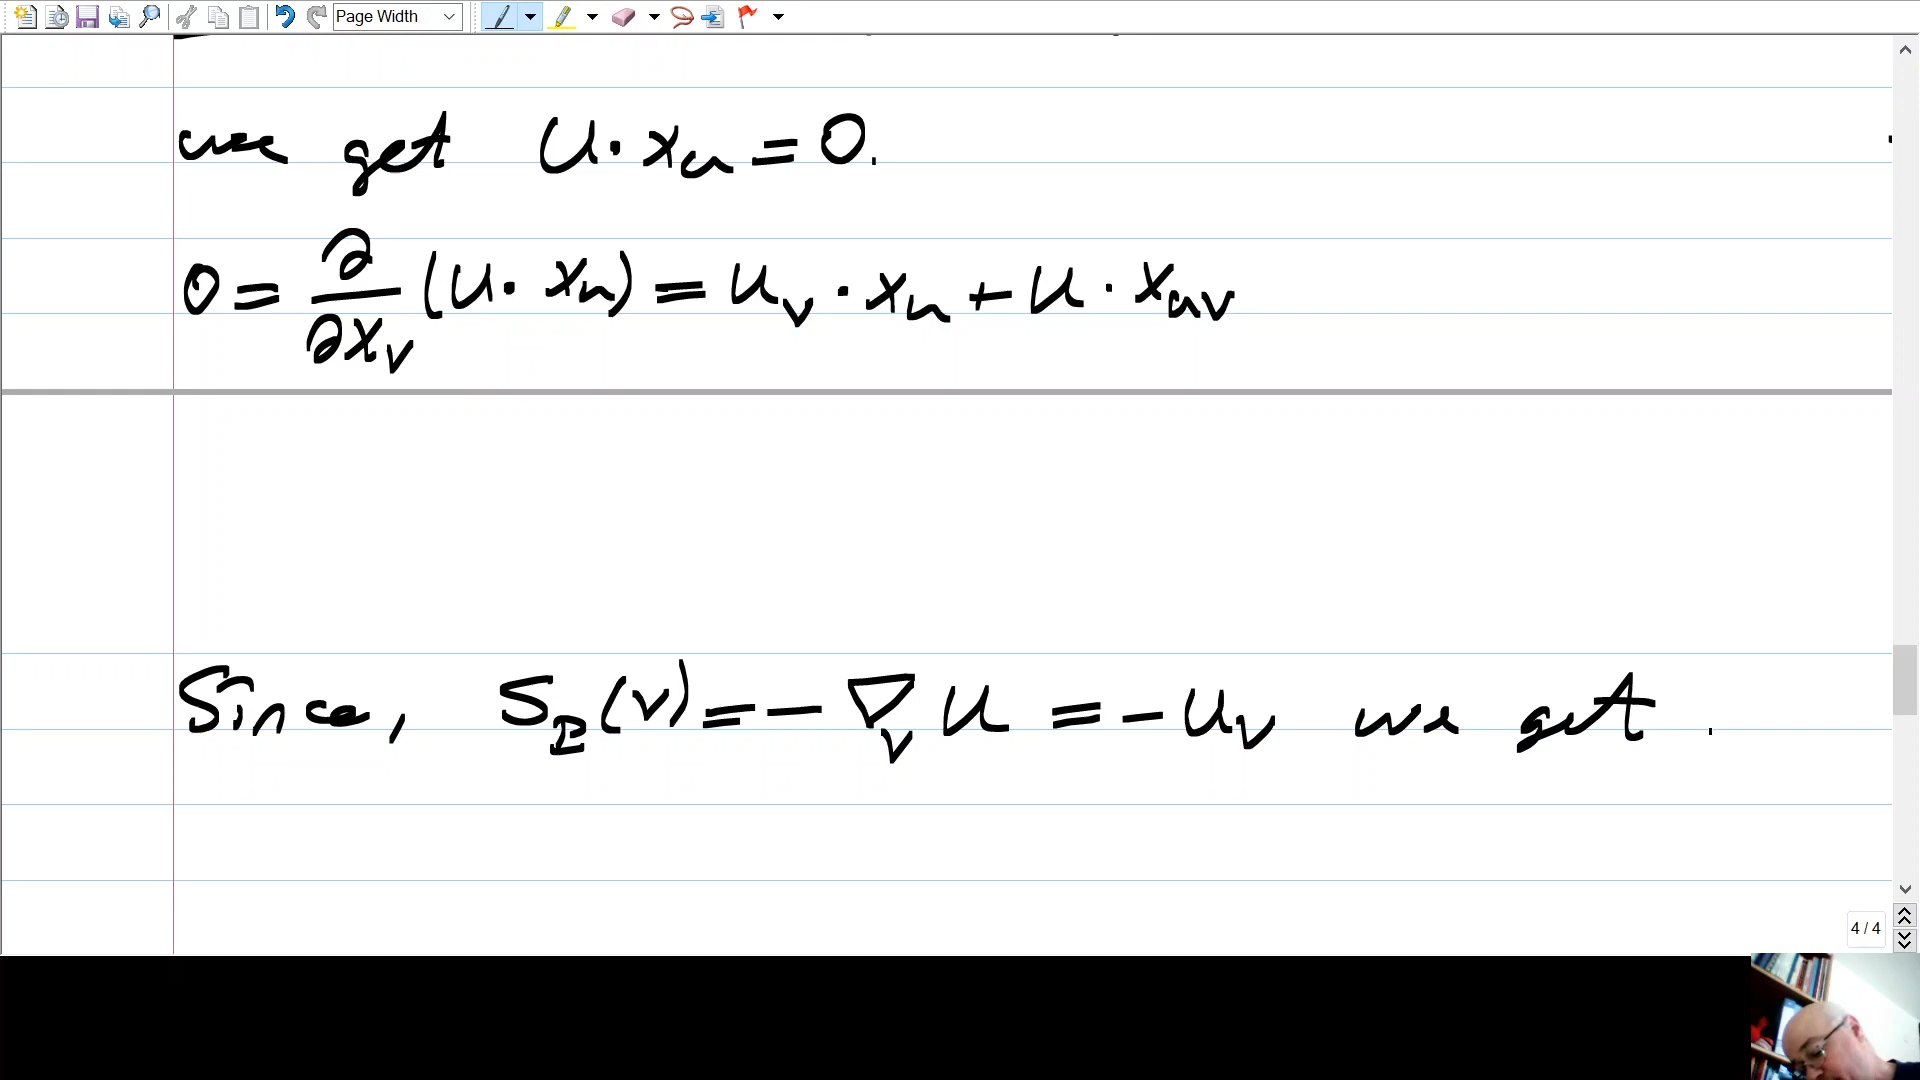 Page Width
we get U · x_u = 0.
0 = ∂/∂x_v (U · x_u) = U_v · x_u + U · x_uv
Since, S_P(v) = - ∇_v U = - U_v we get .
4 / 4